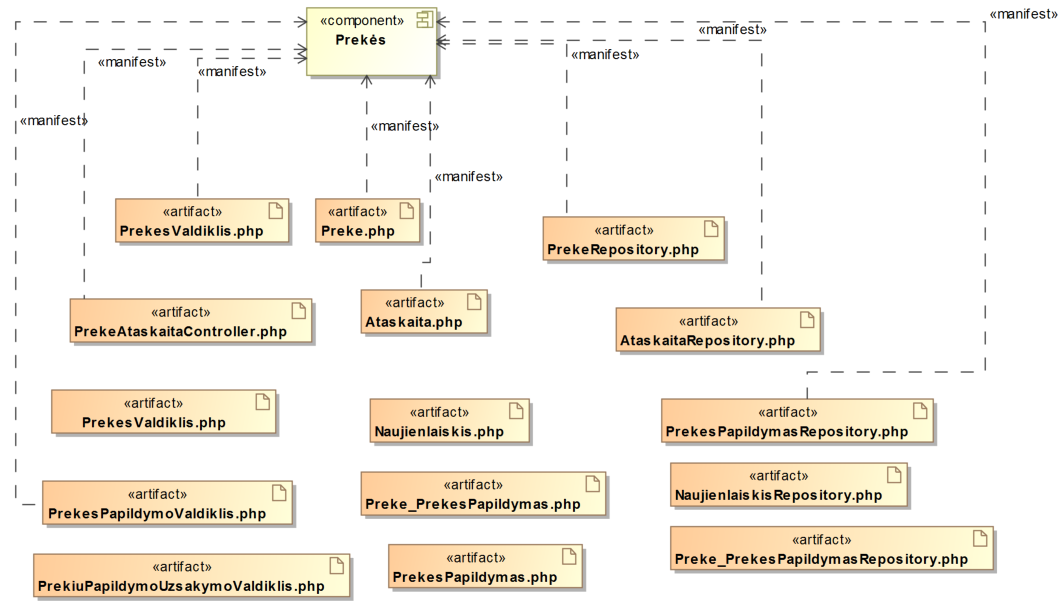 «component»
Prekės
«manifest»
«manifest»
«manifest»
«manifest»
«manifest»
«manifest»
«manifest»
«manifest»
«manifest»
«artifact»
PrekesValdiklis.php
«artifact»
Preke.php
«artifact»
PrekeRepository.php
«artifact»
PrekeAtaskaitaController.php
«artifact»
Ataskaita.php
«artifact»
AtaskaitaRepository.php
«artifact»
PrekesValdiklis.php
«artifact»
Naujienlaiskis.php
«artifact»
PrekesPapildymasRepository.php
«artifact»
PrekesPapildymoValdiklis.php
«artifact»
Preke_PrekesPapildymas.php
«artifact»
NaujienlaiskisRepository.php
«artifact»
PrekiuPapildymoUzsakymoValdiklis.php
«artifact»
PrekesPapildymas.php
«artifact»
Preke_PrekesPapildymasRepository.php